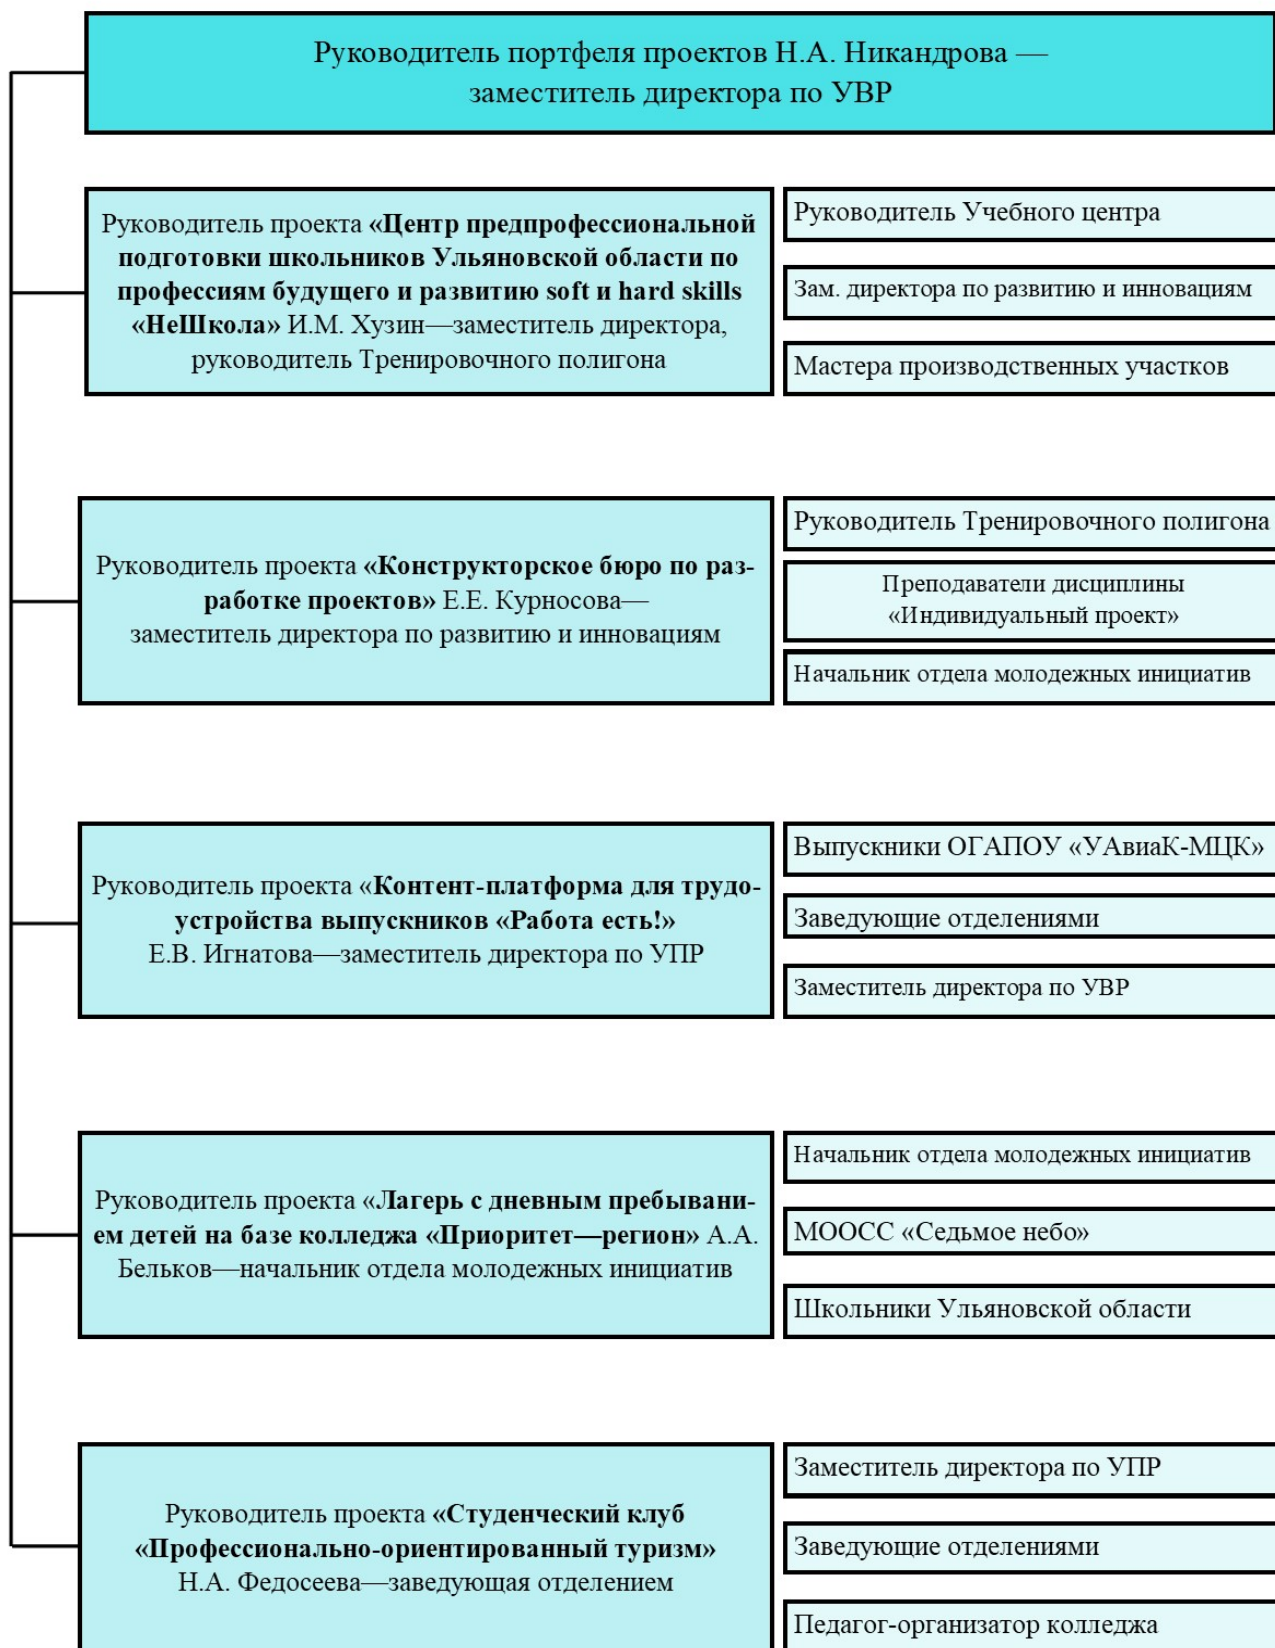 Руководитель портфеля проектов Н.А. Никандрова —
заместитель директора по УВР
Руководитель проекта «Центр предпрофессиональной
подготовки школьников Ульяновской области по
профессиям будущего и развитию soft и hard skills
«НеШкола» И.М. Хузин—заместитель директора,
руководитель Тренировочного полигона
Руководитель Учебного центра
Зам. директора по развитию и инновациям
Мастера производственных участков
Руководитель проекта «Конструкторское бюро по раз-
работке проектов» Е.Е. Курносова—
заместитель директора по развитию и инновациям
Руководитель Тренировочного полигона
Преподаватели дисциплины
«Индивидуальный проект»
Начальник отдела молодежных инициатив
Руководитель проекта «Контент-платформа для трудо-
устройства выпускников «Работа есть!»
Е.В. Игнатова—заместитель директора по УПР
Выпускники ОГАПОУ «УАвиаК-МЦК»
Заведующие отделениями
Заместитель директора по УВР
Руководитель проекта «Лагерь с дневным пребывани-
ем детей на базе колледжа «Приоритет—регион» А.А.
Бельков—начальник отдела молодежных инициатив
Начальник отдела молодежных инициатив
МООСС «Седьмое небо»
Школьники Ульяновской области
Руководитель проекта «Студенческий клуб
«Профессионально-ориентированный туризм»
Н.А. Федосеева—заведующая отделением
Заместитель директора по УПР
Заведующие отделениями
Педагог-организатор колледжа